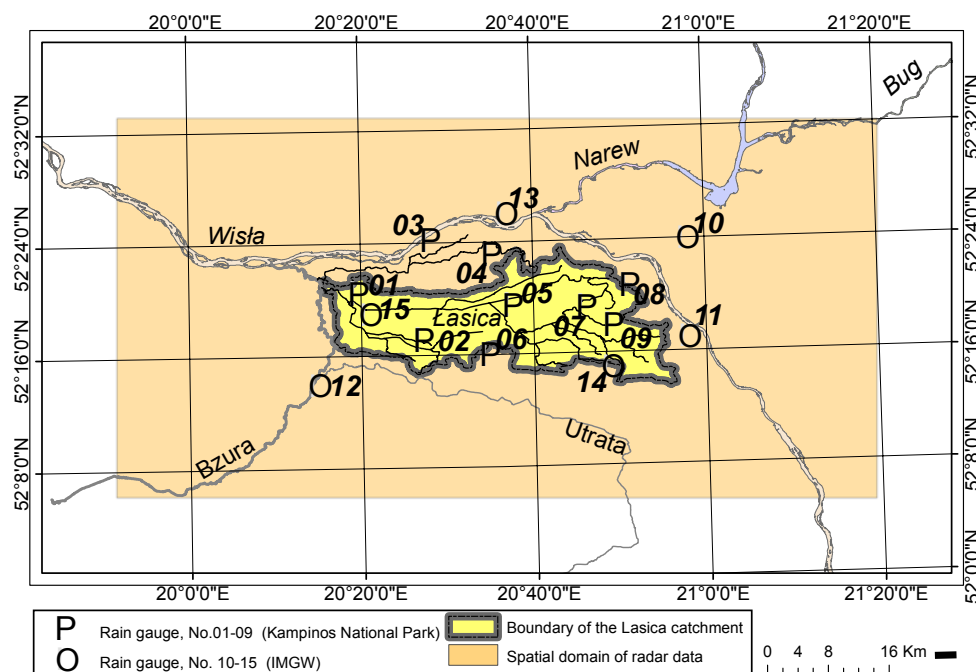 20°0'0"E 20°20'0"E 20°40'0"E 21°0'0"E 21°20'0"E
52°32'0"N
52°24'0"N
52°16'0"N
52°8'0"N
52°32'0"N
52°24'0"N
52°16'0"N
52°8'0"N
52°0'0"N
Bug
Narew
Wisła
O 13
03 P
O 10
04 P
P 01
O 15
P 05
P 08
07 P
P 09
O 11
Łasica
P 02
P 06
14 O
O 12
Bzura
Utrata
20°0'0"E 20°20'0"E 20°40'0"E 21°0'0"E 21°20'0"E
P Rain gauge, No.01-09 (Kampinos National Park)
O Rain gauge, No. 10-15 (IMGW)
Boundary of the Lasica catchment
Spatial domain of radar data
0 4 8 16 Km